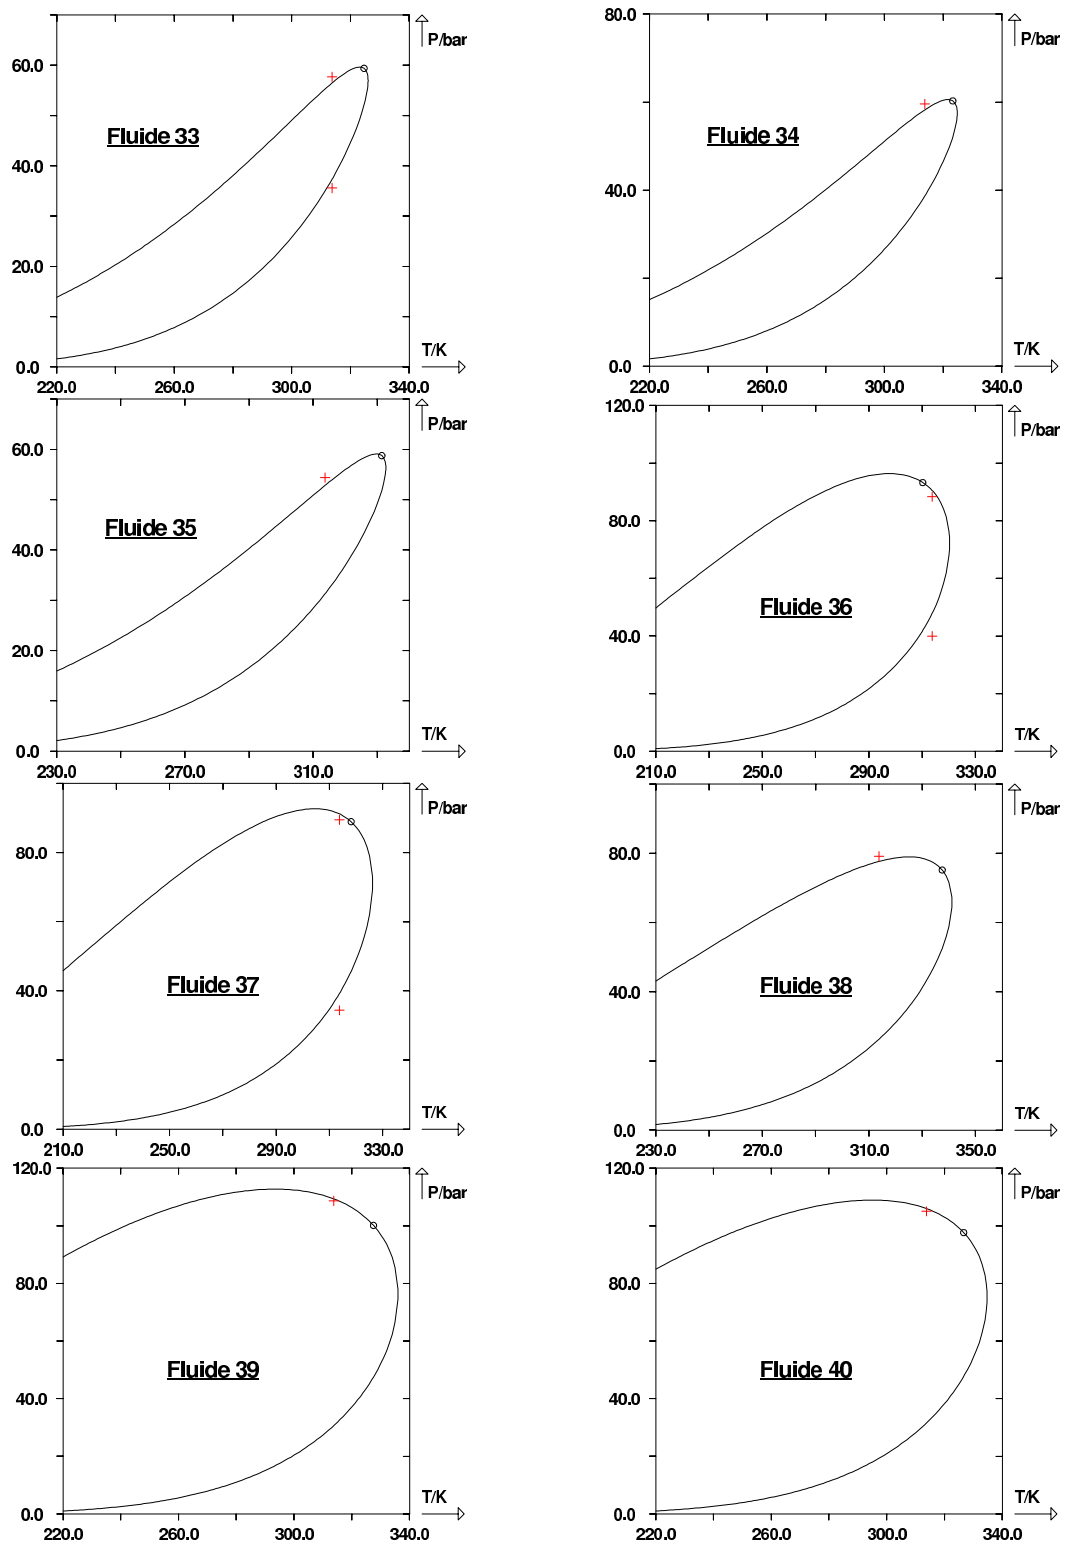 P/bar
60.0
Fluide 33
40.0
20.0
T/K
0.0
220.0 260.0 300.0 340.0
80.0
P/bar
Fluide 34
40.0
T/K
0.0
220.0 260.0 300.0 340.0
P/bar
60.0
Fluide 35
40.0
20.0
T/K
0.0
230.0 270.0 310.0
120.0
P/bar
80.0
Fluide 36
40.0
T/K
0.0
210.0 250.0 290.0 330.0
P/bar
80.0
Fluide 37
40.0
T/K
0.0
210.0 250.0 290.0 330.0
P/bar
80.0
Fluide 38
40.0
T/K
0.0
230.0 270.0 310.0 350.0
120.0
P/bar
80.0
Fluide 39
40.0
T/K
0.0
220.0 260.0 300.0 340.0
120.0
P/bar
80.0
Fluide 40
40.0
T/K
0.0
220.0 260.0 300.0 340.0